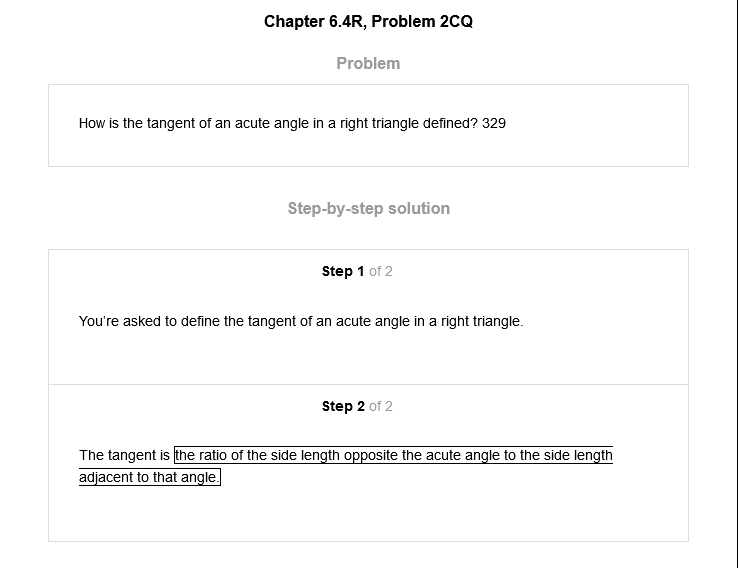 Chapter 6.4R, Problem 2CQ
Problem
How is the tangent of an acute angle in a right triangle defined? 329
Step-by-step solution
Step 1 of 2
You’re asked to define the tangent of an acute angle in a right triangle.
Step 2 of 2
The tangent is the ratio of the side length opposite the acute angle to the side length
adjacent to that angle.